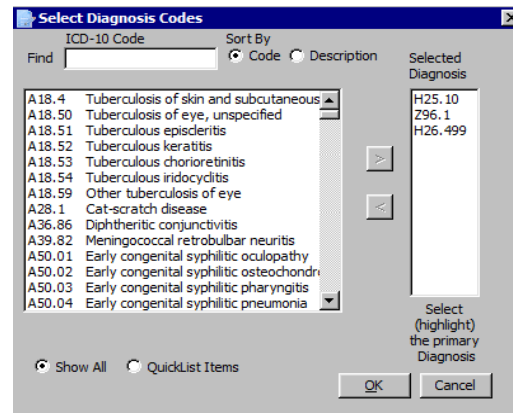 Select Diagnosis Codes
ICD-10 Code
Sort By
Find
Code
Description
Selected
Diagnosis
A18.4 Tuberculosis of skin and subcutaneous
A18.50 Tuberculosis of eye, unspecified
A18.51 Tuberculous episcleritis
A18.52 Tuberculous keratitis
A18.53 Tuberculous chorioretinitis
A18.54 Tuberculous iridocyclitis
A18.59 Other tuberculosis of eye
A28.1 Cat-scratch disease
A36.86 Diphtheritic conjunctivitis
A39.82 Meningococcal retrobulbar neuritis
A50.01 Early congenital syphilitic oculopathy
A50.02 Early congenital syphilitic osteochondr
A50.03 Early congenital syphilitic pharyngitis
A50.04 Early congenital syphilitic pneumonia
>
<
H25.10
Z96.1
H26.499
Select
(highlight)
the primary
Diagnosis
Show All
QuickList Items
OK
Cancel